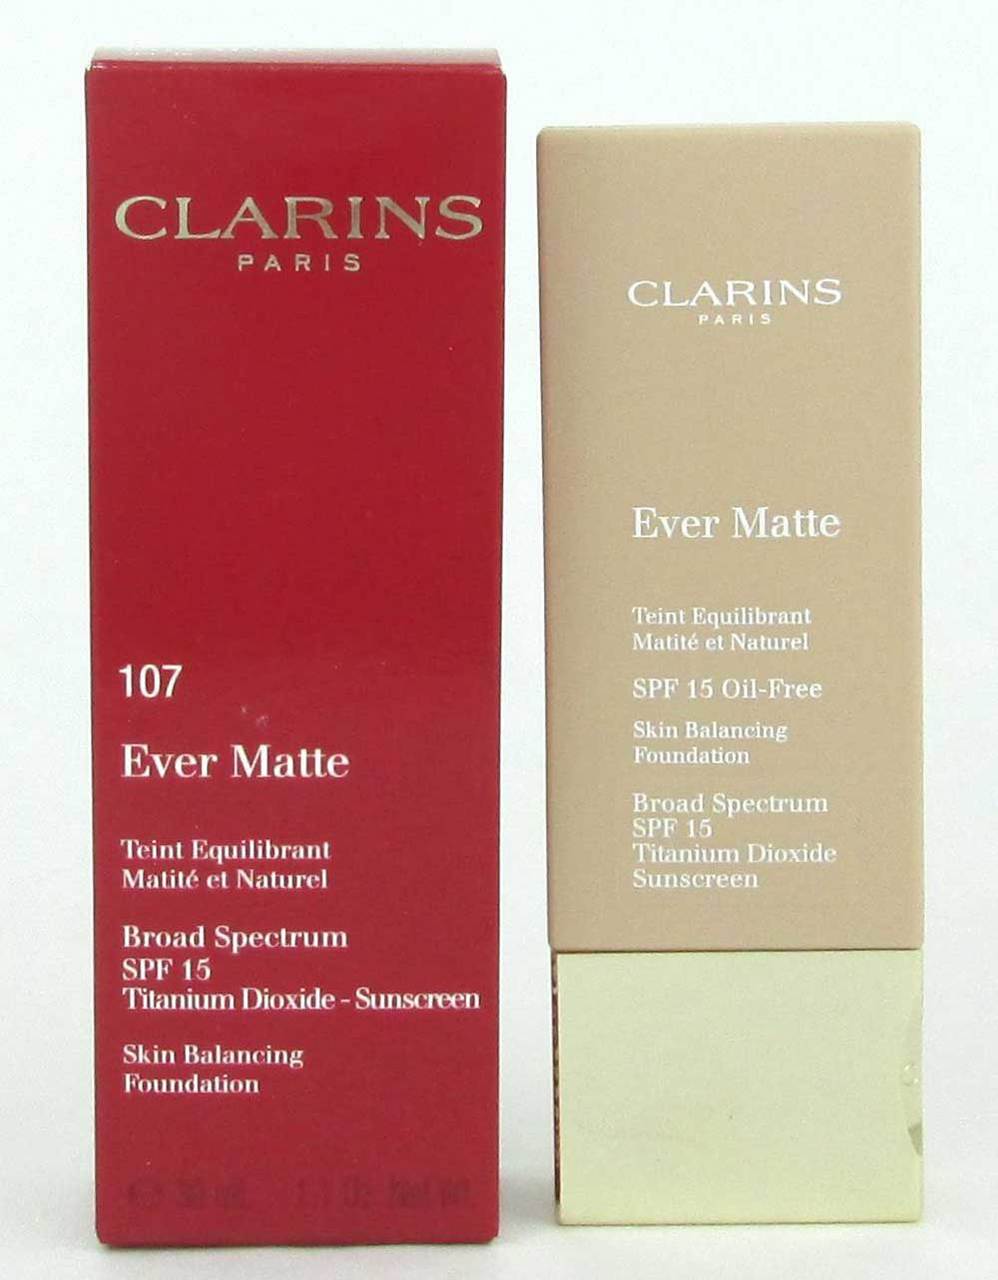 CLARINS
PARIS
107
Ever Matte
Teint Equilibrant
Matité et Naturel
Broad Spectrum
SPF 15
Titanium Dioxide - Sunscreen
Skin Balancing
Foundation
CLARINS
PARIS
Ever Matte
Teint Equilibrant
Matité et Naturel
SPF 15 Oil-Free
Skin Balancing
Foundation
Broad Spectrum
SPF 15
Titanium Dioxide
Sunscreen